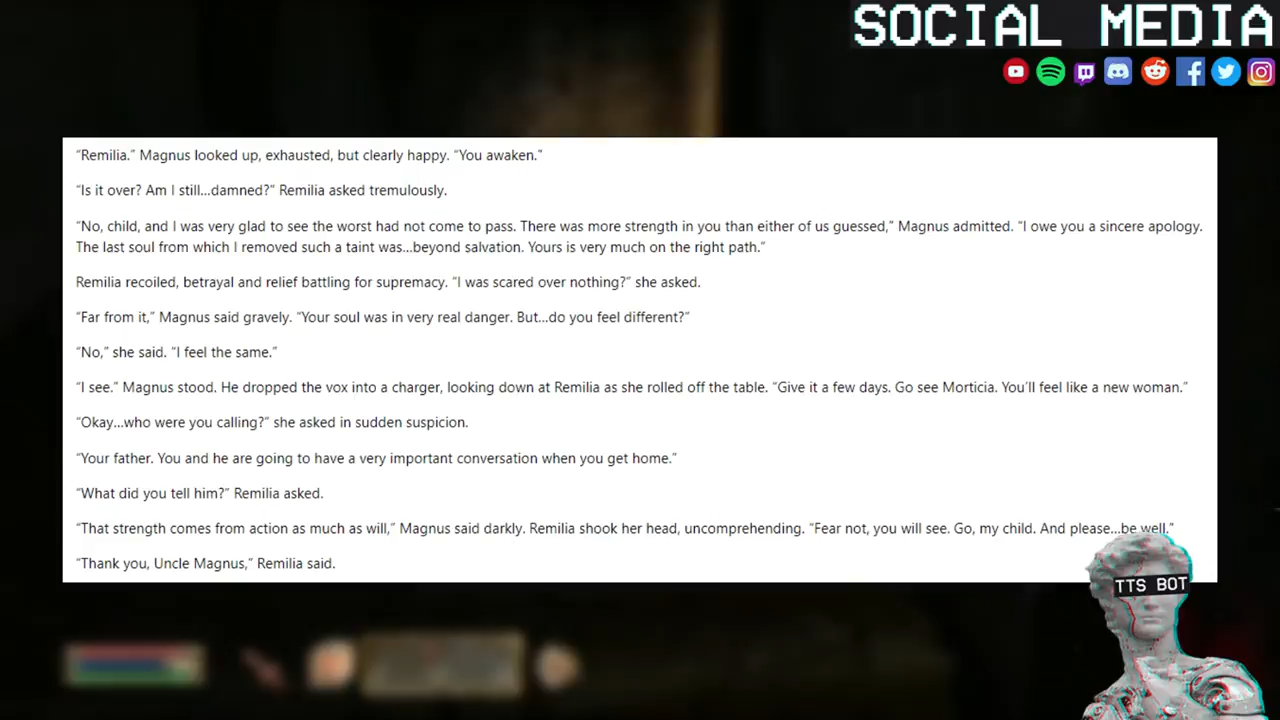 SOCIAL MEDIA
“Remilia.” Magnus looked up, exhausted, but clearly happy. “You awaken.”
“Is it over? Am I still…damned?” Remilia asked tremulously.
“No, child, and I was very glad to see the worst had not come to pass. There was more strength in you than either of us guessed,” Magnus admitted. “I owe you a sincere apology.
The last soul from which I removed such a taint was…beyond salvation. Yours is very much on the right path.”
Remilia recoiled, betrayal and relief battling for supremacy. “I was scared over nothing?” she asked.
“Far from it,” Magnus said gravely. “Your soul was in very real danger. But…do you feel different?”
“No,” she said. “I feel the same.”
“I see.” Magnus stood. He dropped the vox into a charger, looking down at Remilia as she rolled off the table. “Give it a few days. Go see Morticia. You’ll feel like a new woman.”
“Okay…who were you calling?” she asked in sudden suspicion.
“Your father. You and he are going to have a very important conversation when you get home.”
“What did you tell him?” Remilia asked.
“That strength comes from action as much as will,” Magnus said darkly. Remilia shook her head, uncomprehending. “Fear not, you will see. Go, my child. And please…be well.”
“Thank you, Uncle Magnus,” Remilia said.
TTS BOT